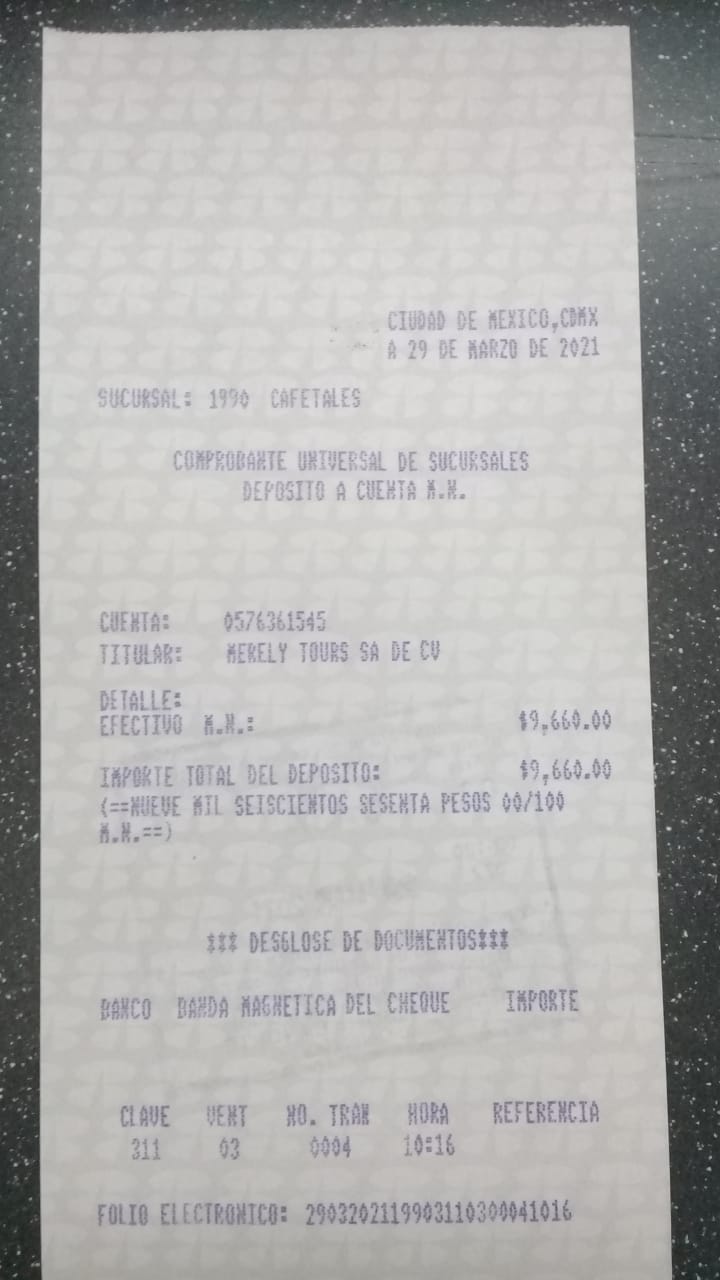 CIUDAD DE MEXICO,CDMX
A 29 DE MARZO DE 2021
SUCURSAL: 1990 CAFETALES
COMPROBANTE UNIVERSAL DE SUCURSALES
DEPOSITO A CUENTA M.N.
CUENTA: 0576361545
TITULAR: MERELY TOURS SA DE CV
DETALLE:
EFECTIVO M.N.: $9,660.00
IMPORTE TOTAL DEL DEPOSITO: $9,660.00
(==NUEVE MIL SEISCIENTOS SESENTA PESOS 00/100
M.N.==)
*** DESGLOSE DE DOCUMENTOS***
BANCO BANDA MAGNETICA DEL CHEQUE IMPORTE
CLAVE VENT NO. TRAN HORA REFERENCIA
311 03 0004 10:16
FOLIO ELECTRONICO: 2903202119903110300041016